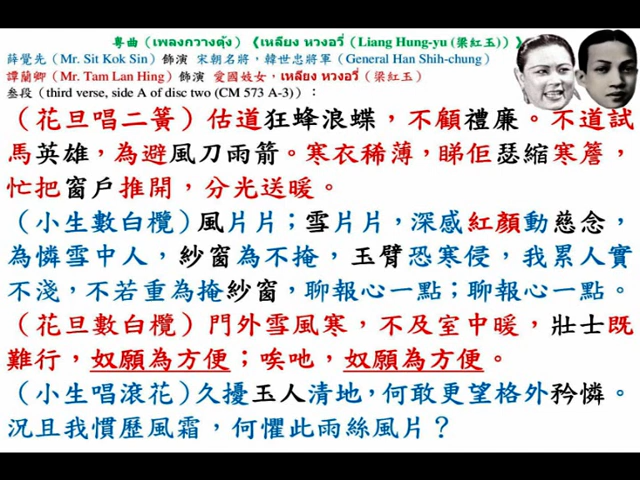 粵曲（เพลงกวางตุ้ง）《เหลียง หวงอวี่（Liang Hung-yu (梁紅玉)）》
薛覺先（Mr. Sit Kok Sin）飾演 宋朝名將，韓世忠將軍（General Han Shih-chung）
譚蘭卿（Mr. Tam Lan Hing）飾演 愛國妓女，เหลียง หวงอวี่（梁紅玉）
叁段（third verse, side A of disc two (CM 573 A-3)）：
（花旦唱二簧）估道狂蜂浪蝶，不顧禮廉。不道試
馬英雄，為避風刀雨箭。寒衣稀薄，睇佢瑟縮寒簷，
忙把窗戶推開，分光送暖。
（小生數白欖）風片片；雪片片，深感紅顏動慈念，
為憐雪中人，紗窗為不掩，玉臂恐寒侵，我累人實
不淺，不若重為掩紗窗，聊報心一點；聊報心一點。
（花旦數白欖）門外雪風寒，不及室中暖，壯士既
難行，奴願為方便；唉吔，奴願為方便。
（小生唱滾花）久擾玉人清地，何敢更望格外矜憐。
況且我慣歷風霜，何懼此雨絲風片？